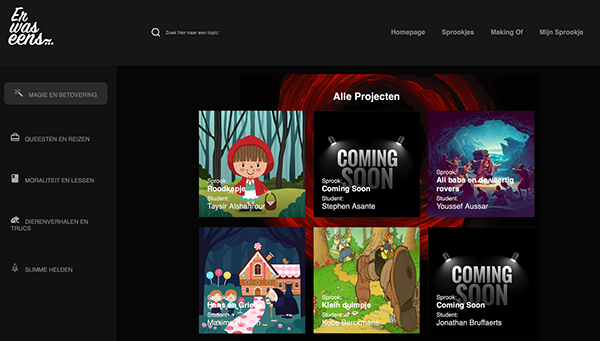 Er
was
eens...
Zoek hier naar een topic
Homepage
Sprookjes
Making Of
Mijn Sprookje
MAGIE EN BETOVERING
QUEESTEN EN REIZEN
MORALITEIT EN LESSEN
DIERENVERHALEN EN
TRUCS
SLIMME HELDEN
Alle Projecten
Sprook:
Roodkapje
Student:
Taysir Alshahrour
COMING
SOON
Sprook:
Coming Soon
Student:
Stephen Asante
Sprook:
Ali baba en de veertig
rovers
Student:
Youssef Aussar
Hans en Grietje
Student:
Sprook:
Klein duimpje
Student:
Kobe Berckmans
COMING
SOON
Sprook:
Coming Soon
Student:
Jonathan Bruffaerts